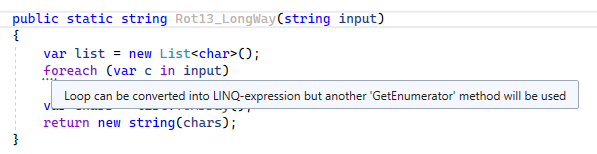 public static string Rot13_LongWay(string input)
{
var list = new List<char>();
foreach (var c in input)
Loop can be converted into LINQ-expression but another 'GetEnumerator' method will be used
return new string(chars);
}